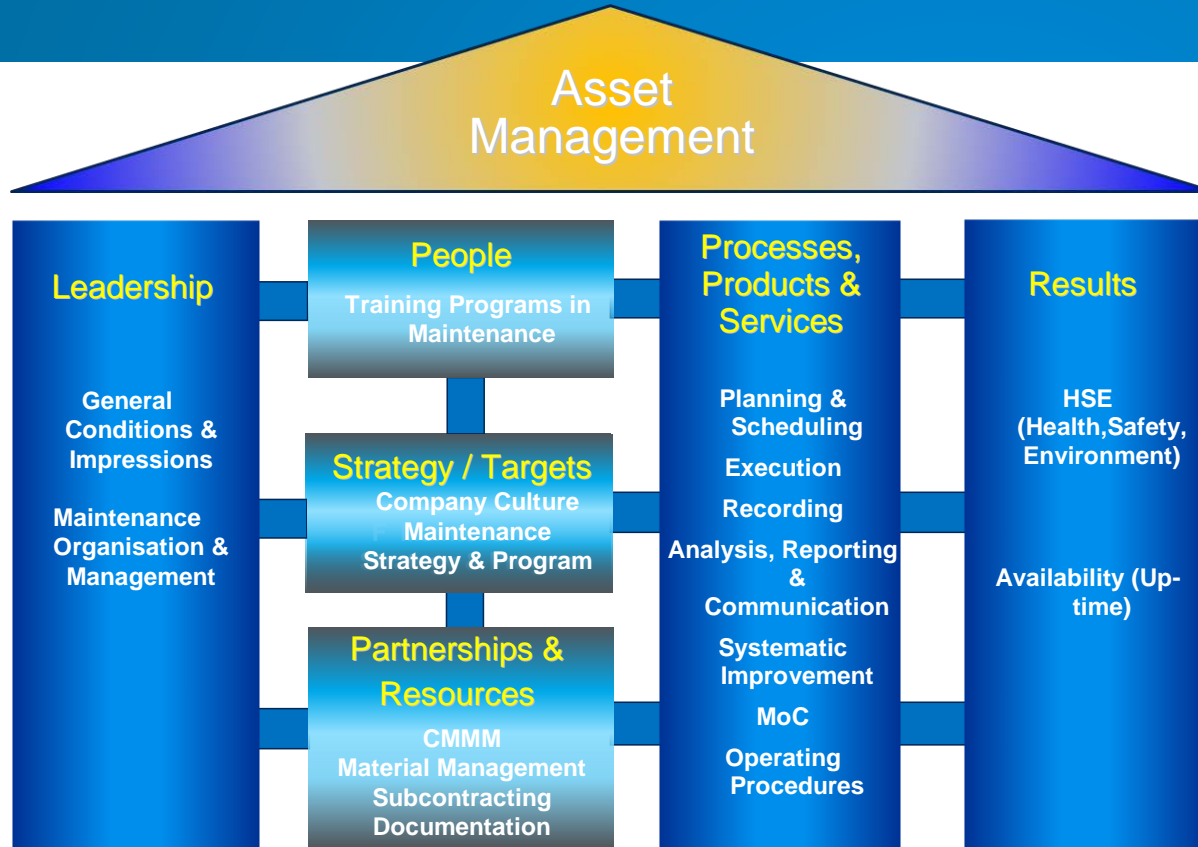 Asset
Management
Leadership
General
Conditions &
Impressions
Maintenance
Organisation &
Management
People
Training Programs in
Maintenance
Strategy / Targets
Company Culture
Maintenance
Strategy & Program
Partnerships &
Resources
CMMM
Material Management
Subcontracting
Documentation
Processes,
Products &
Services
Planning &
Scheduling
Execution
Recording
Analysis, Reporting
&
Communication
Systematic
Improvement
MoC
Operating
Procedures
Results
HSE
(Health,Safety,
Environment)
Availability (Up-
time)